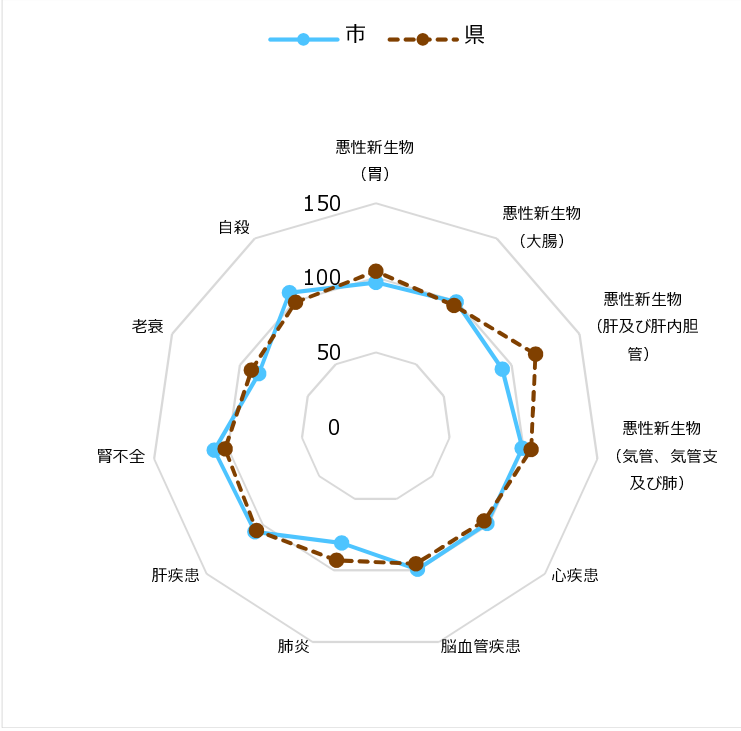 市
県
悪性新生物
（胃）
悪性新生物
（大腸）
悪性新生物
（肝及び肝内胆
管）
悪性新生物
（気管、気管支
及び肺）
心疾患
脳血管疾患
肺炎
肝疾患
腎不全
老衰
自殺
150
100
50
0